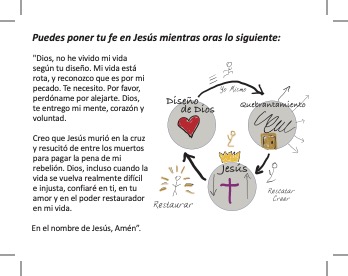 Puedes poner tu fe en Jesús mientras oras lo siguiente:
"Dios, no he vivido mi vida
según tu diseño. Mi vida está
rota, y reconozco que es por mi
pecado. Te necesito. Por favor,
perdóname por alejarte. Dios,
te entrego mi mente, corazón y
voluntad.
Creo que Jesús murió en la cruz
y resucitó de entre los muertos
para pagar la pena de mi
rebelión. Dios, incluso cuando la
vida se vuelva realmente difícil
e injusta, confiaré en ti, en tu
amor y en el poder restaurador
en mi vida.
En el nombre de Jesús, Amén".
Yo Mismo
Diseño
de Dios
Quebrantamiento
Jesús
Restaurar
Rescatar
Creer